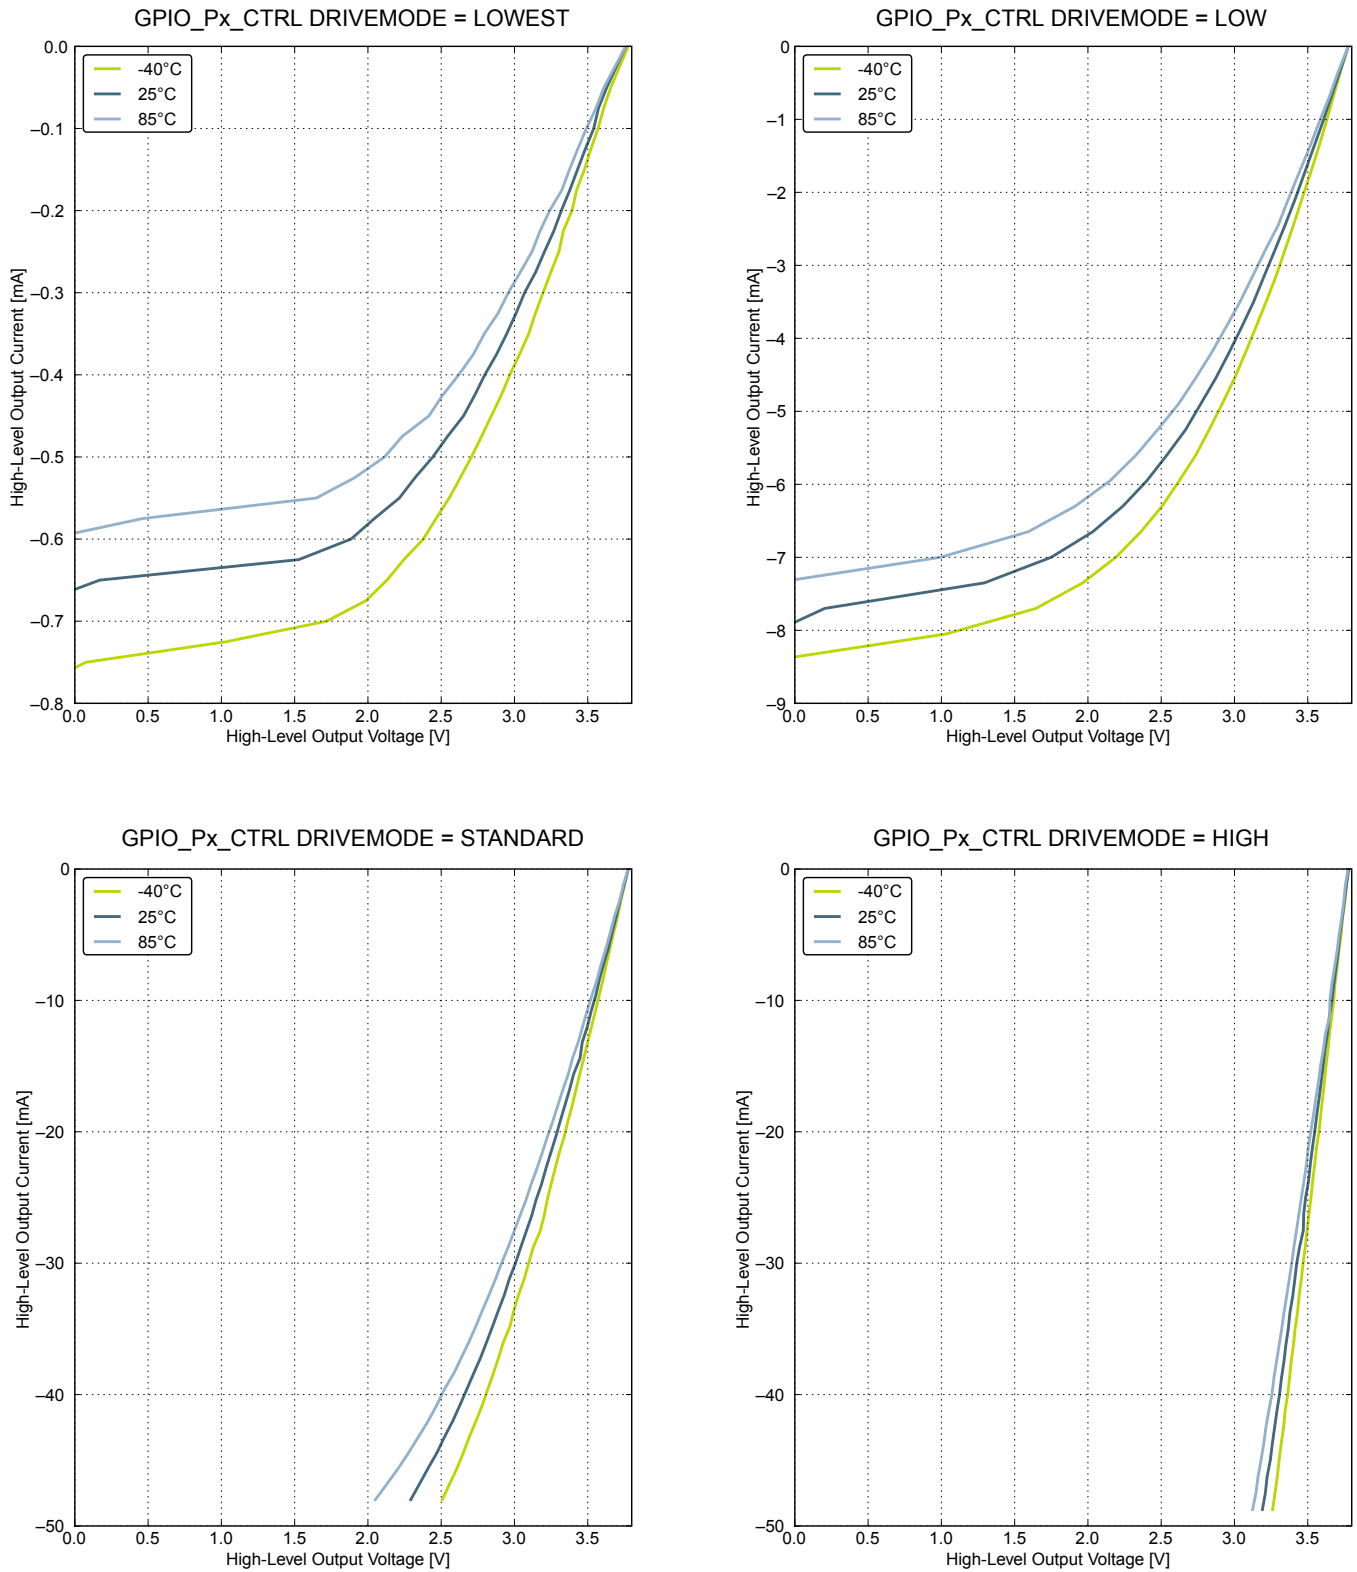 GPIO_Px_CTRL DRIVEMODE = LOWEST
0.0
–0.1
–0.2
–0.3
–0.4
–0.5
–0.6
–0.7
–0.8
High-Level Output Current [mA]
-40°C
25°C
85°C
0.0 0.5 1.0 1.5 2.0 2.5 3.0 3.5
High-Level Output Voltage [V]
GPIO_Px_CTRL DRIVEMODE = LOW
0
–1
–2
–3
–4
–5
–6
–7
–8
–9
High-Level Output Current [mA]
-40°C
25°C
85°C
0.0 0.5 1.0 1.5 2.0 2.5 3.0 3.5
High-Level Output Voltage [V]
GPIO_Px_CTRL DRIVEMODE = STANDARD
0
–10
–20
–30
–40
–50
High-Level Output Current [mA]
-40°C
25°C
85°C
0.0 0.5 1.0 1.5 2.0 2.5 3.0 3.5
High-Level Output Voltage [V]
GPIO_Px_CTRL DRIVEMODE = HIGH
0
–10
–20
–30
–40
–50
High-Level Output Current [mA]
-40°C
25°C
85°C
0.0 0.5 1.0 1.5 2.0 2.5 3.0 3.5
High-Level Output Voltage [V]